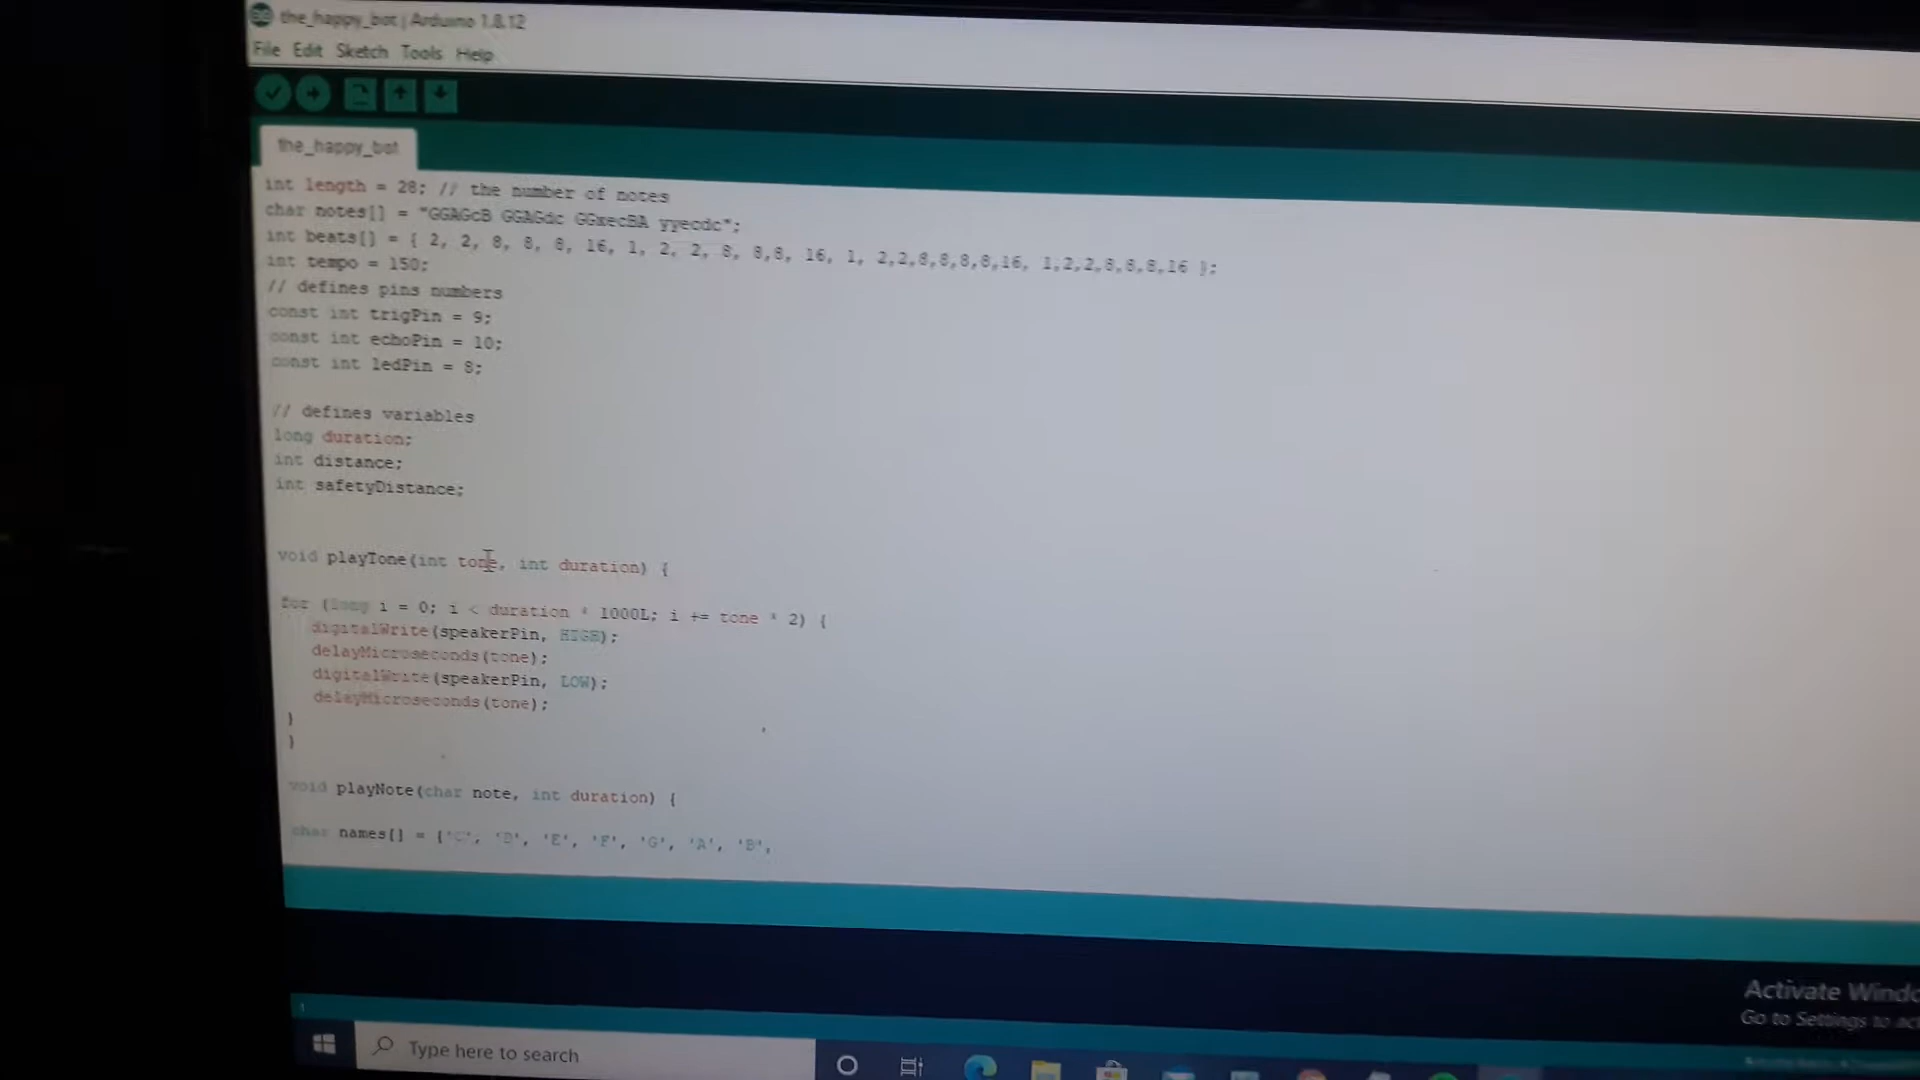 the_happy_bot | Arduino 1.8.12
File Edit Sketch Tools Help
the_happy_bot
int length = 28; // the number of notes
char notes[] = "GGAGcB GGAGdc GGxecBA yyecdc";
int beats[] = { 2, 2, 8, 8, 8, 16, 1, 2, 2, 8, 8,8, 16, 1, 2,2,8,8,8,8,16, 1,2,2,8,8,8,16 };
int tempo = 150;
// defines pins numbers
const int trigPin = 9;
const int echoPin = 10;
const int ledPin = 8;
// defines variables
long duration;
int distance;
int safetyDistance;
void playTone(int tone, int duration) {
for (long i = 0; i < duration * 1000L; i += tone * 2) {
digitalWrite(speakerPin, HIGH);
delayMicroseconds(tone);
digitalWrite(speakerPin, LOW);
delayMicroseconds(tone);
}
}
void playNote(char note, int duration) {
char names[] = {'C', 'D', 'E', 'F', 'G', 'A', 'B',
1
Activate Windo
Go to Settings to ac
Type here to search